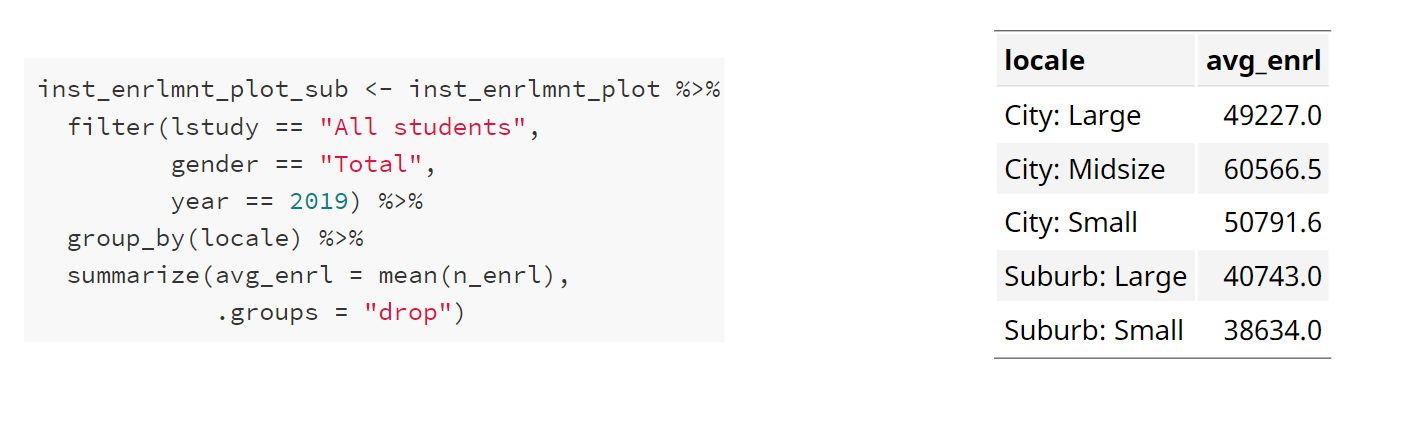 inst_enrlmnt_plot_sub <- inst_enrlmnt_plot %>%
  filter(lstudy == "All students",
         gender == "Total",
         year == 2019) %>%
  group_by(locale) %>%
  summarize(avg_enrl = mean(n_enrl),
            .groups = "drop")
locale avg_enrl
City: Large 49227.0
City: Midsize 60566.5
City: Small 50791.6
Suburb: Large 40743.0
Suburb: Small 38634.0